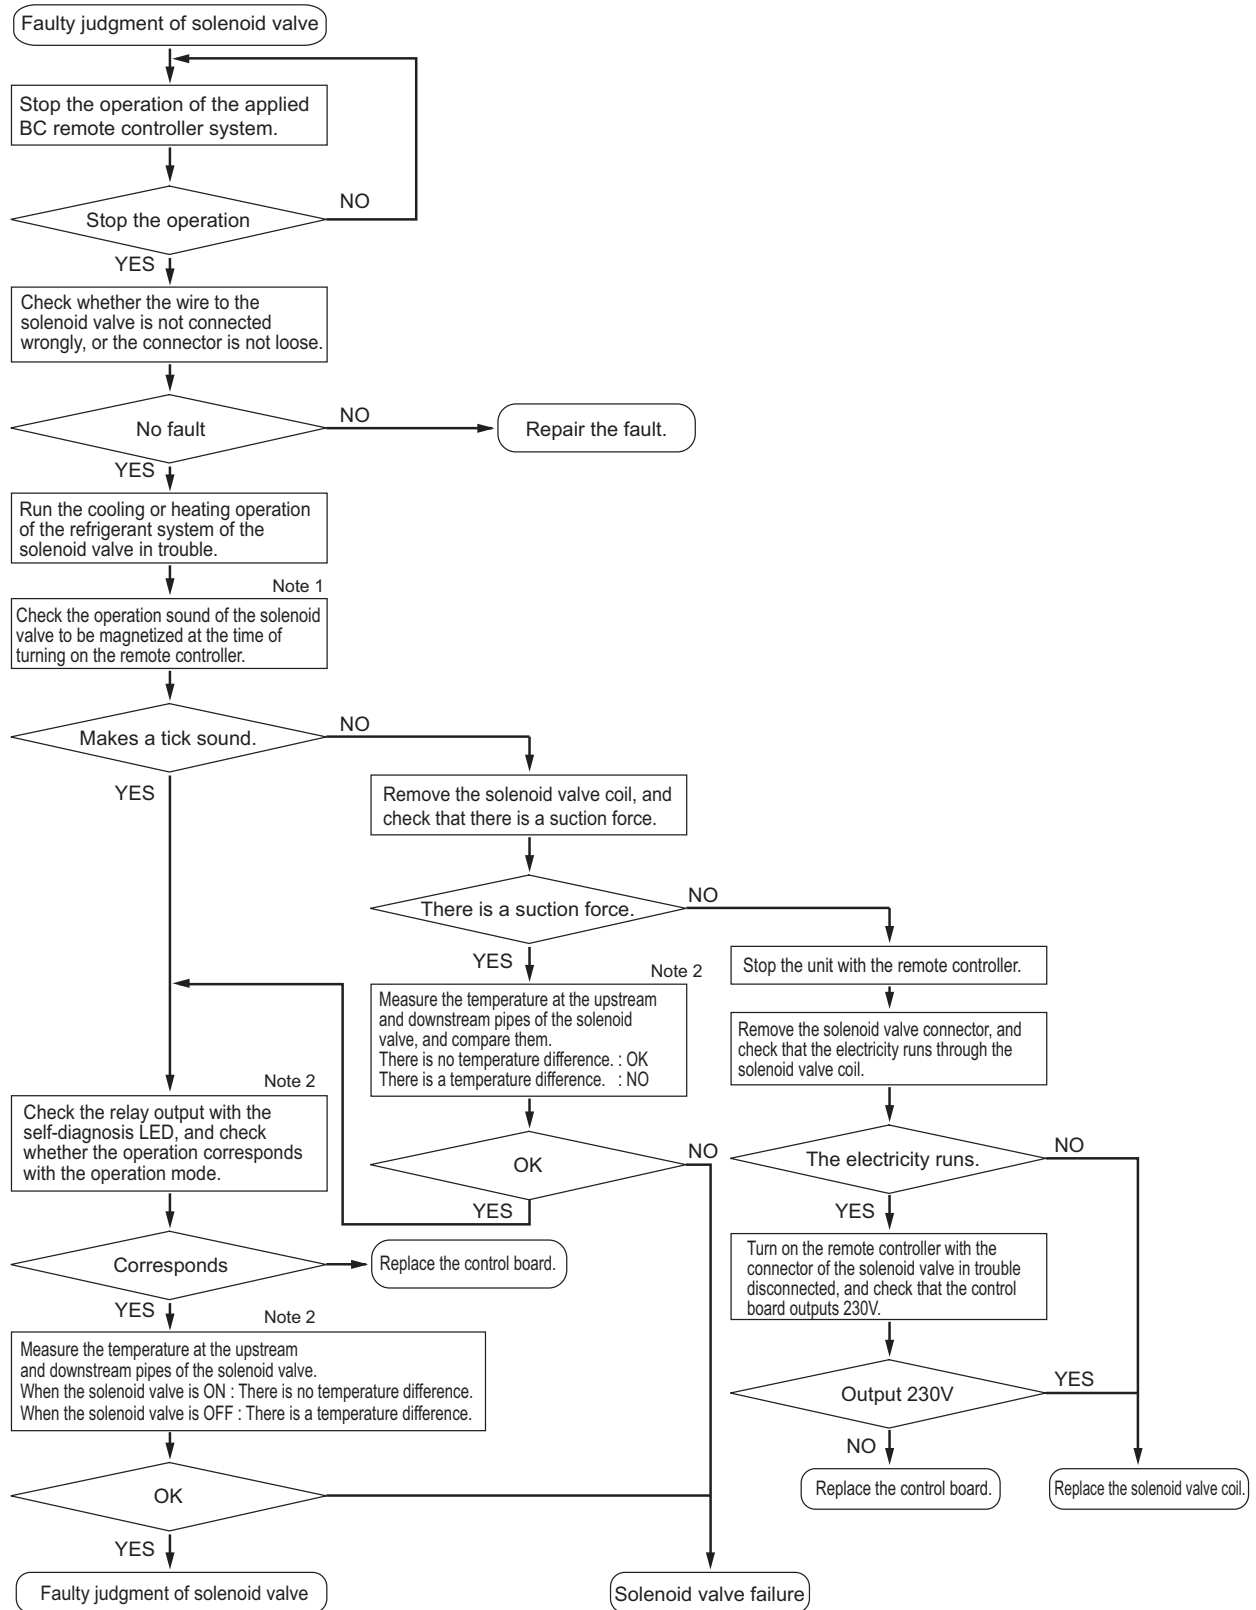 Faulty judgment of solenoid valve
Stop the operation of the applied
BC remote controller system.
Stop the operation
NO
YES
Check whether the wire to the
solenoid valve is not connected
wrongly, or the connector is not loose.
No fault
NO
Repair the fault.
YES
Run the cooling or heating operation
of the refrigerant system of the
solenoid valve in trouble.
Note 1
Check the operation sound of the solenoid
valve to be magnetized at the time of
turning on the remote controller.
Makes a tick sound.
NO
YES
Remove the solenoid valve coil, and
check that there is a suction force.
There is a suction force.
NO
YES
Note 2
Measure the temperature at the upstream
and downstream pipes of the solenoid
valve, and compare them.
There is no temperature difference. : OK
There is a temperature difference. : NO
OK
NO
YES
Stop the unit with the remote controller.
Remove the solenoid valve connector, and
check that the electricity runs through the
solenoid valve coil.
The electricity runs.
NO
YES
Turn on the remote controller with the
connector of the solenoid valve in trouble
disconnected, and check that the control
board outputs 230V.
Output 230V
YES
NO
Replace the control board.
Replace the solenoid valve coil.
Note 2
Check the relay output with the
self-diagnosis LED, and check
whether the operation corresponds
with the operation mode.
Corresponds
Replace the control board.
YES
Note 2
Measure the temperature at the upstream
and downstream pipes of the solenoid valve.
When the solenoid valve is ON : There is no temperature difference.
When the solenoid valve is OFF : There is a temperature difference.
OK
YES
Faulty judgment of solenoid valve
Solenoid valve failure